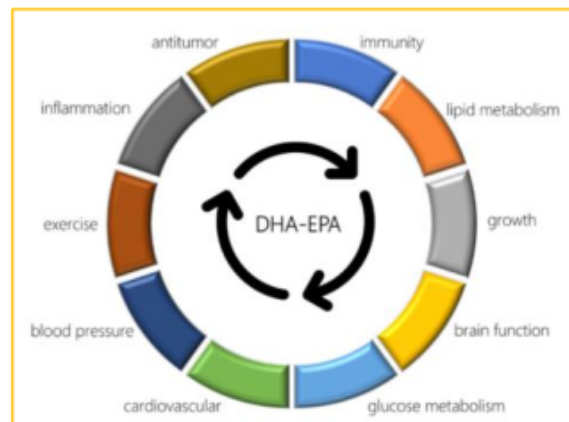 antitumor
immunity
inflammation
lipid metabolism
exercise
DHA-EPA
growth
blood pressure
brain function
cardiovascular
glucose metabolism